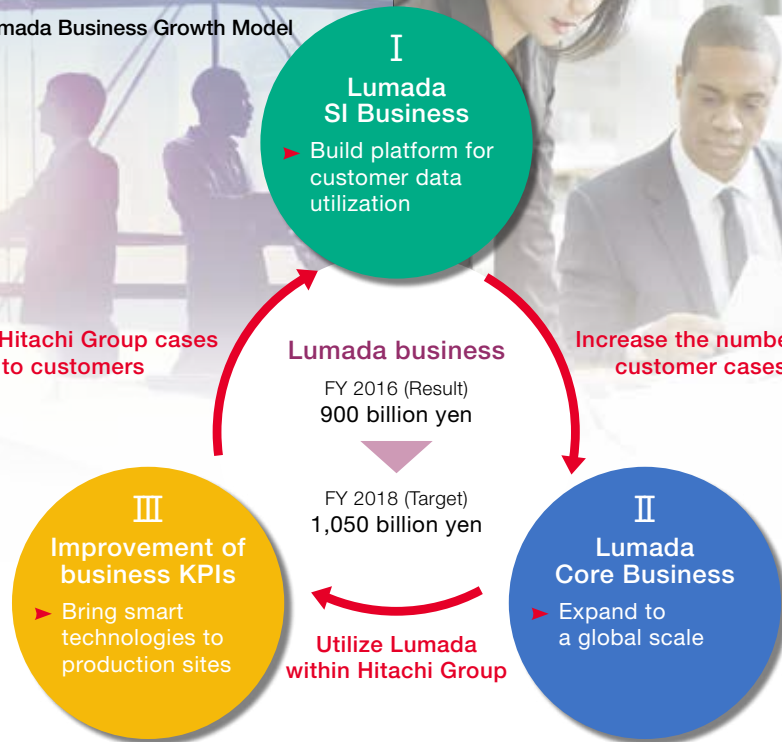 Business Growth Model
I
Lumada
SI Business
Build platform for
customer data
utilization
Hitachi Group cases
to customers
Increase the
customer cases
Lumada business
FY 2016 (Result)
900 billion yen
FY 2018 (Target)
1,050 billion yen
III
Improvement of
business KPIs
Bring smart
technologies to
production sites
II
Lumada
Core Business
Expand to
a global scale
Utilize Lumada
within Hitachi Group